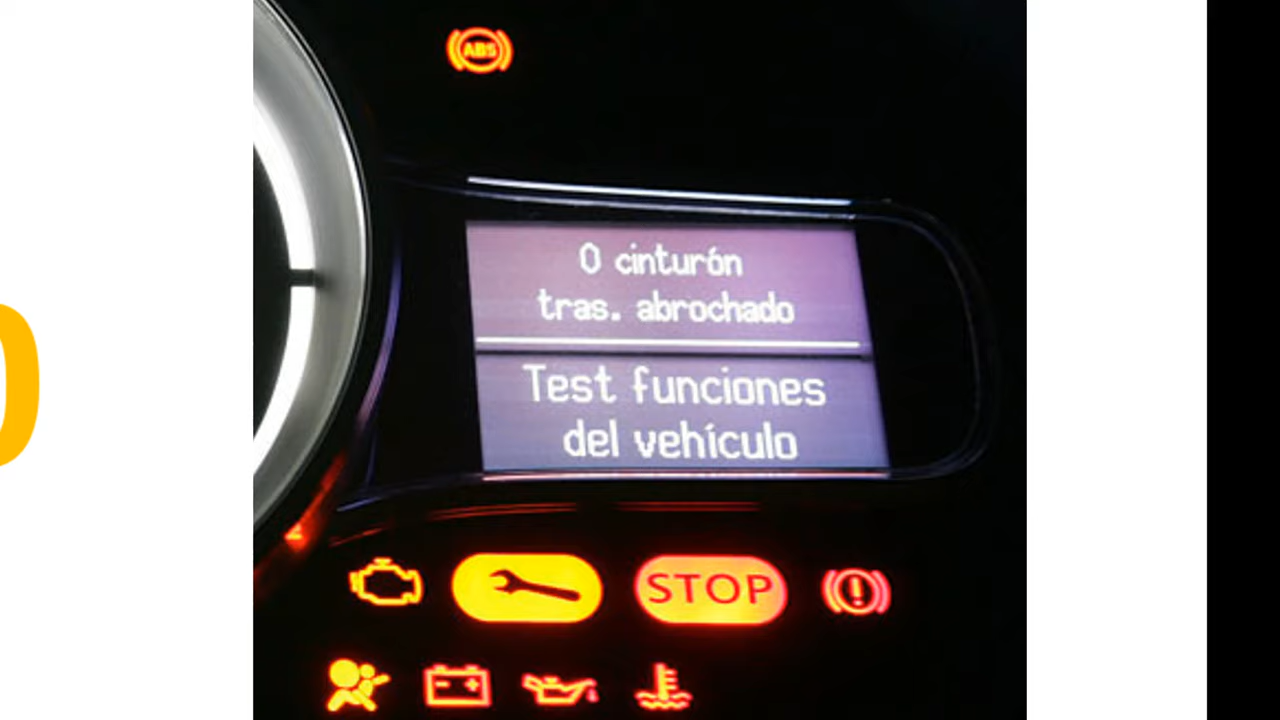 ABS
0 cinturón
tras. abrochado
Test funciones
del vehículo
STOP